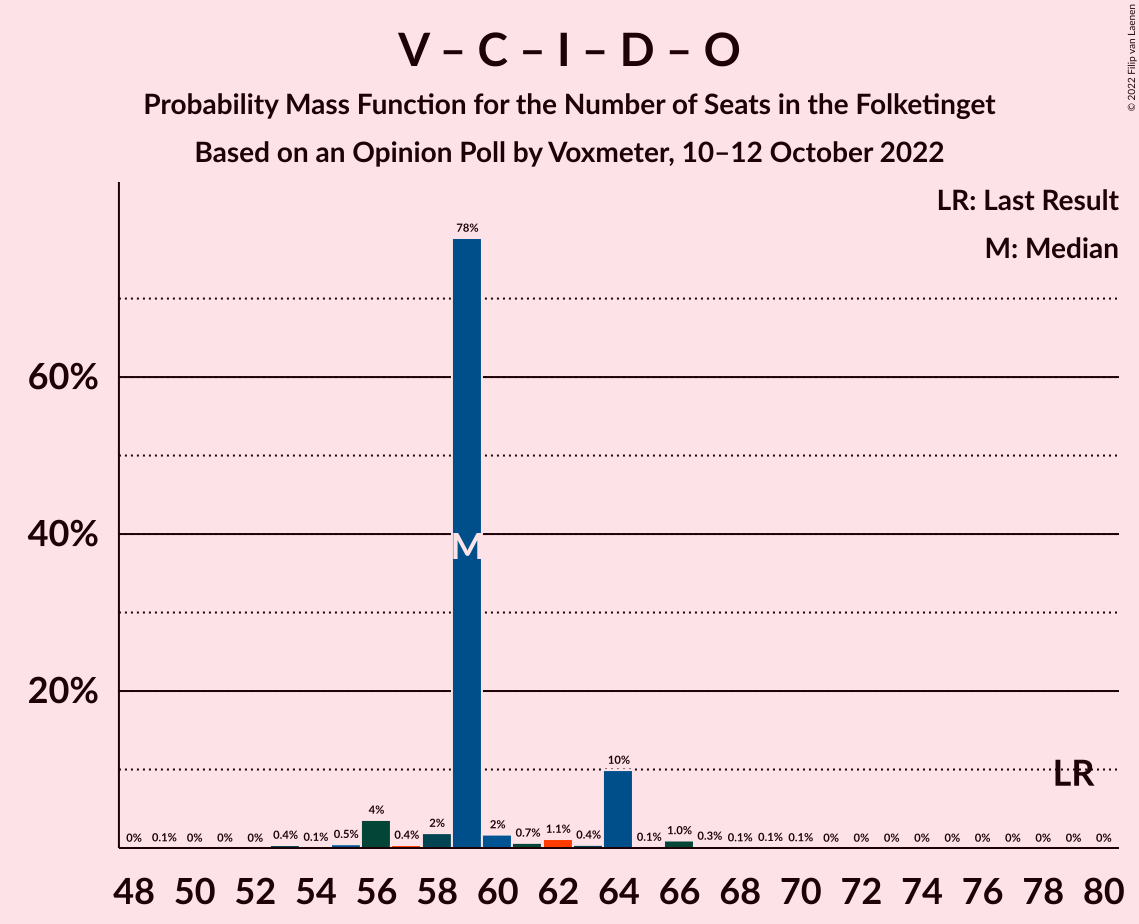 V – C – I – D – O
Probability Mass Function for the Number of Seats in the Folketinget
Based on an Opinion Poll by Voxmeter, 10–12 October 2022
© 2022 Filip van Laenen
LR: Last Result
M: Median
60%
40%
20%
0% 0.1% 0% 0% 0% 0.4% 0.1% 0.5% 4% 0.4% 2% 78% 2% 0.7% 1.1% 0.4% 10% 0.1% 1.0% 0.3% 0.1% 0.1% 0.1% 0% 0% 0% 0% 0% 0% 0% 0% 0% 0%
M
LR
48 50 52 54 56 58 60 62 64 66 68 70 72 74 76 78 80